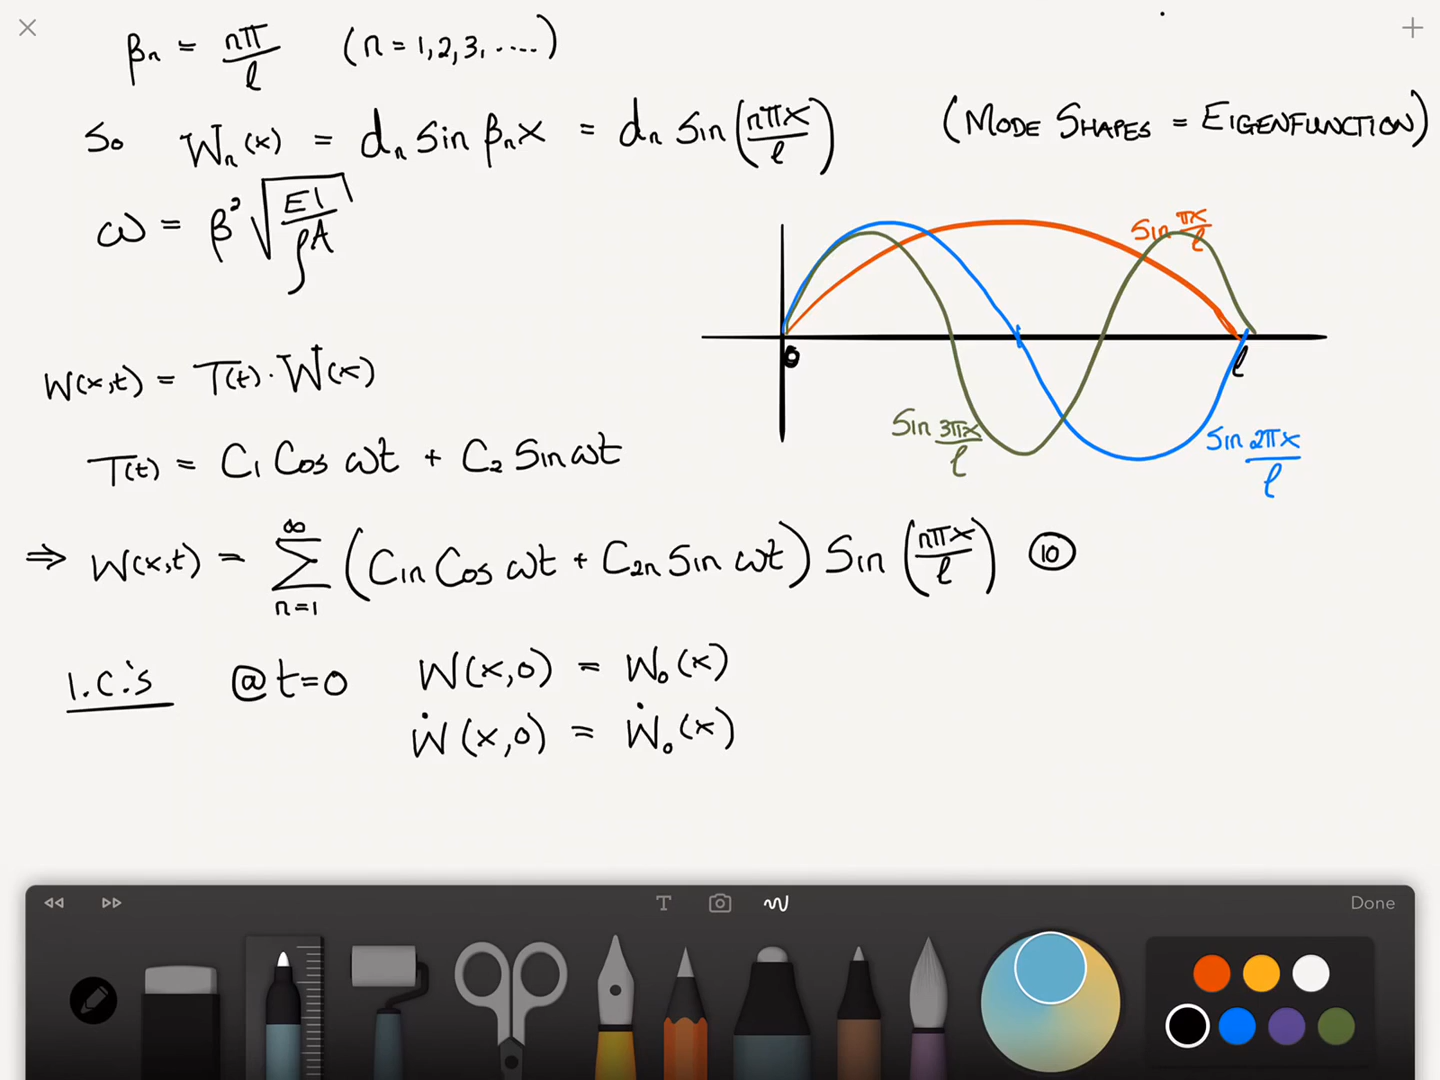 βn = nπ/l (n = 1,2,3,.....)
So Wn(x) = dn Sin βnx = dn Sin(nπx/l) (MODE SHAPES = EIGENFUNCTION)
ω = β² √(EI/ρA)
Sin πx/l
0
l
Sin 3πx/l
Sin 2πx/l
W(x,t) = T(t) · W(x)
T(t) = C1 Cos ωt + C2 Sin ωt
⇒ W(x,t) = ∑ n=1 ∞ (C1n Cos ωt + C2n Sin ωt) Sin (nπx/l) ⑩
I.C.'s @t=0 W(x,0) = W0(x)
Ẇ(x,0) = Ẇ0(x)
T Done